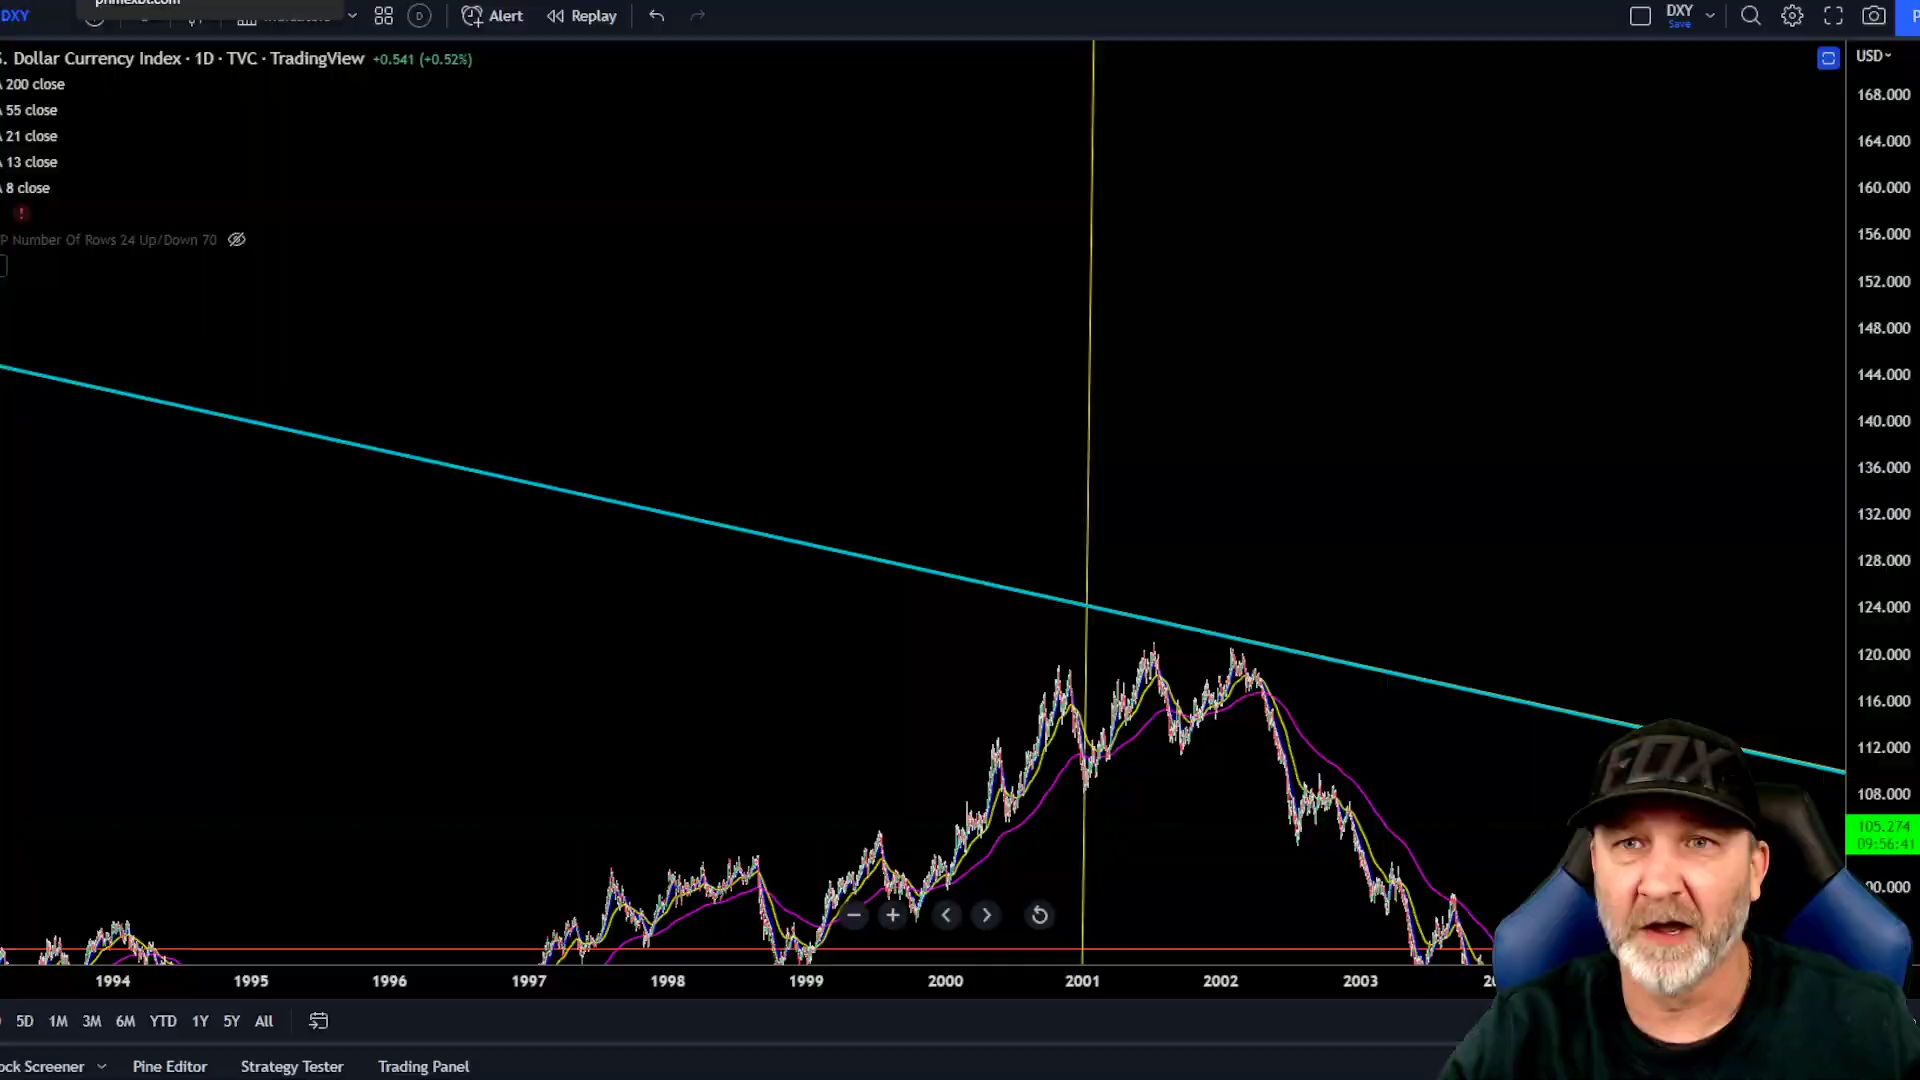 DXY
primexbt.com
D
Alert
Replay
DXY
Save
. Dollar Currency Index · 1D · TVC · TradingView +0.541 (+0.52%)
USD
200 close
55 close
21 close
13 close
8 close
!
P Number Of Rows 24 Up/Down 70
168.000
164.000
160.000
156.000
152.000
148.000
144.000
140.000
136.000
132.000
128.000
124.000
120.000
116.000
112.000
108.000
105.274
09:56:41
00.000
FOX
1994 1995 1996 1997 1998 1999 2000 2001 2002 2003
5D 1M 3M 6M YTD 1Y 5Y All
ock Screener Pine Editor Strategy Tester Trading Panel